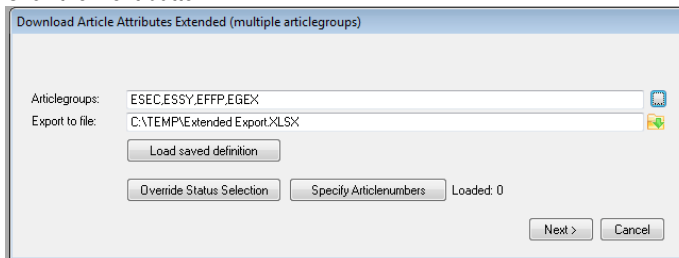 Download Article Attributes Extended (multiple articlegroups)
Articlegroups: ESEC,ESSY,EFFP,EGEX
Export to file: C:\TEMP\Extended Export.XLSX
Load saved definition
Override Status Selection Specify Articlenumbers Loaded: 0
Next > Cancel